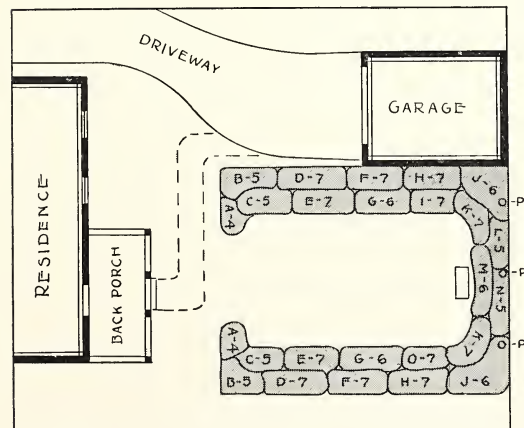 DRIVEWAY
GARAGE
RESIDENCE
BACK PORCH
B-5 D-7 F-7 H-7 J-6
A-4 C-5 E-7 G-6 I-7 K-7
O-P
L-5
M-6
O-P
N-5
O-P
A-4 C-5 E-7 G-6 O-7 K-7
B-5 D-7 F-7 H-7 J-6